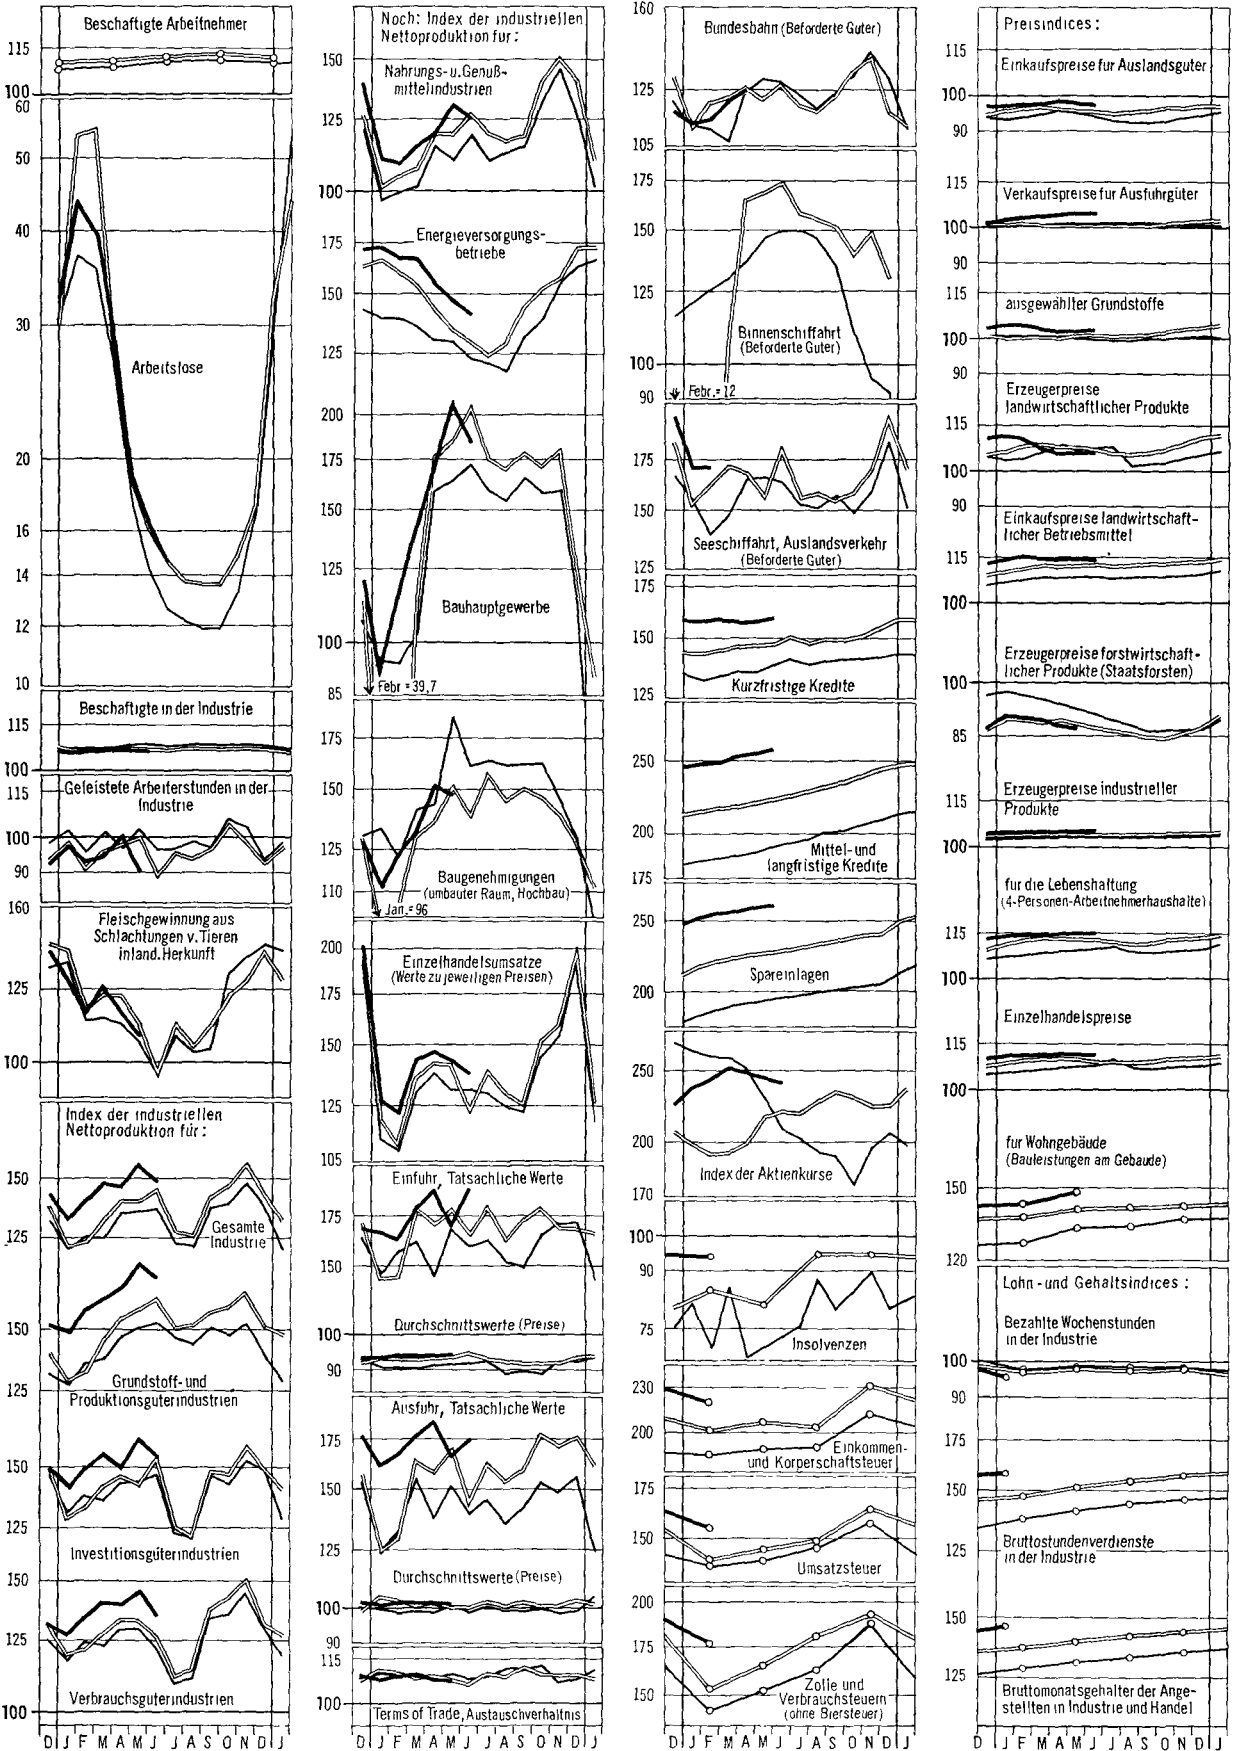 Beschaftigte Arbeitnehmer
115
100
60
50
40
30
20
16
14
12
10
Arbeitslose
Beschaftigte in der Industrie
115
100
Geleistete Arbeiterstunden in der
Industrie
115
100
90
160
Fleischgewinnung aus
Schlachtungen v. Tieren
inland. Herkunft
125
100
Index der industriellen
Nettoproduktion für:
150
125
Gesamte
Industrie
150
125
Grundstoff- und
Produktionsguterindustrien
150
125
Investitionsgüterindustrien
150
125
100
Verbrauchsguterindustrien
D J F M A M J J A S O N D J
Noch: Index der industriellen
Nettoproduktion fur:
150
Nahrungs- u. Genuß-
mittelindustrien
125
100
175
Energieversorgungs-
betriebe
150
125
200
175
150
125
Bauhauptgewerbe
100
85
Febr = 39,7
175
150
125
110
Baugenehmigungen
(umbauter Raum, Hochbau)
Jan. = 96
200
Einzelhandelsumsatze
(Werte zu jeweiligen Preisen)
150
125
105
Einfuhr, Tatsachliche Werte
175
150
Durchschnittswerte (Preise)
100
90
Ausfuhr, Tatsachliche Werte
175
150
125
Durchschnittswerte (Preise)
100
90
115
100
Terms of Trade, Austauschverhaltnis
D J F M A M J J A S O N D J
160
Bundesbahn (Beforderte Guter)
125
105
175
150
125
Binnenschiffahrt
(Beforderte Guter)
100
90
Febr. = 12
175
150
Seeschiffahrt, Auslandsverkehr
(Beforderte Guter)
125
175
150
125
Kurzfristige Kredite
250
200
175
Mittel- und
langfristige Kredite
250
200
Spareinlagen
250
200
170
Index der Aktienkurse
100
90
75
Insolvenzen
230
200
Einkommen-
und Korperschaftsteuer
175
150
Umsatzsteuer
200
175
150
Zolle und
Verbrauchsteuern
(ohne Biersteuer)
D J F M A M J J A S O N D J
Preisindices:
115
Einkaufspreise fur Auslandsguter
100
90
115
Verkaufspreise fur Ausfuhrgüter
100
90
115
ausgewählter Grundstoffe
100
90
Erzeugerpreise
landwirtschaftlicher Produkte
115
100
90
Einkaufspreise landwirtschaft-
licher Betriebsmittel
115
100
Erzeugerpreise forstwirtschaft-
licher Produkte (Staatsforsten)
100
85
Erzeugerpreise industrieller
Produkte
115
100
fur die Lebenshaltung
(4-Personen-Arbeitnehmerhaushalte)
115
100
Einzelhandelspreise
115
100
fur Wohngebäude
(Bauleistungen am Gebaude)
150
120
Lohn- und Gehaltsindices:
Bezahlte Wochenstunden
in der Industrie
100
90
175
150
Bruttostundenverdienste
in der Industrie
125
150
125
Bruttomonatsgehalter der Ange-
stellten in Industrie und Handel
D J F M A M J J A S O N D J